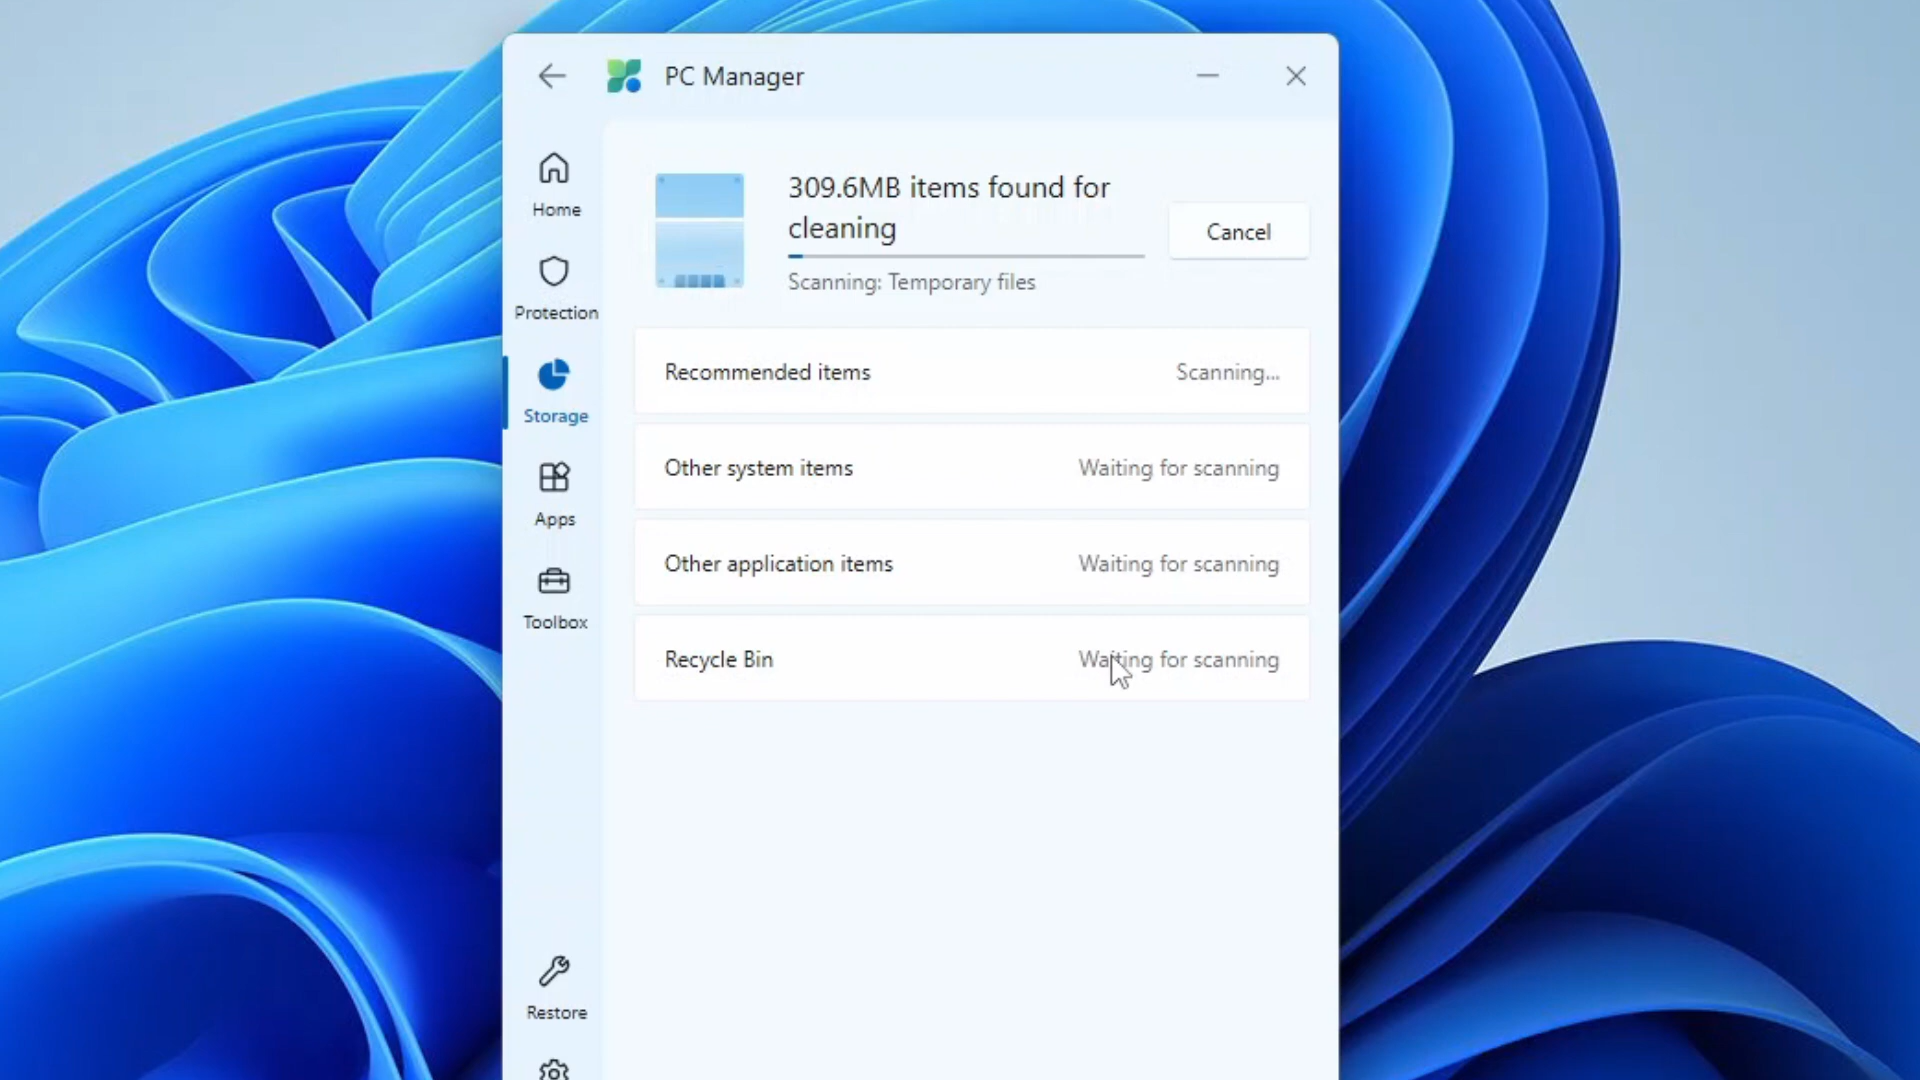 PC Manager
Home
Protection
Storage
Apps
Toolbox
Restore
309.6MB items found for
cleaning
Scanning: Temporary files
Cancel
Recommended items Scanning...
Other system items Waiting for scanning
Other application items Waiting for scanning
Recycle Bin Waiting for scanning